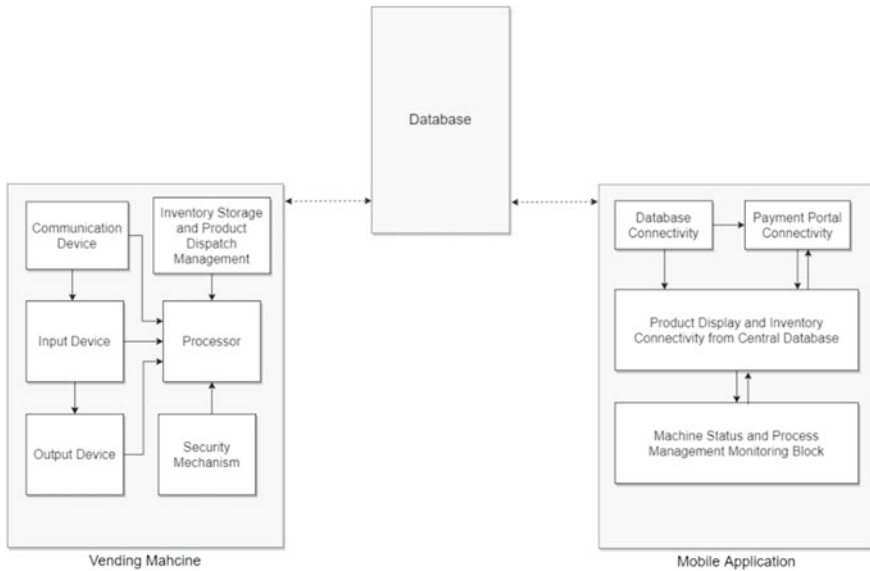 Database
Communication
Device
Inventory Storage
and Product
Dispatch
Management
Input Device
Processor
Output Device
Security
Mechanism
Vending Mahcine
Database
Connectivity
Payment Portal
Connectivity
Product Display and Inventory
Connectivity from Central Database
Machine Status and Process
Management Monitoring Block
Mobile Application